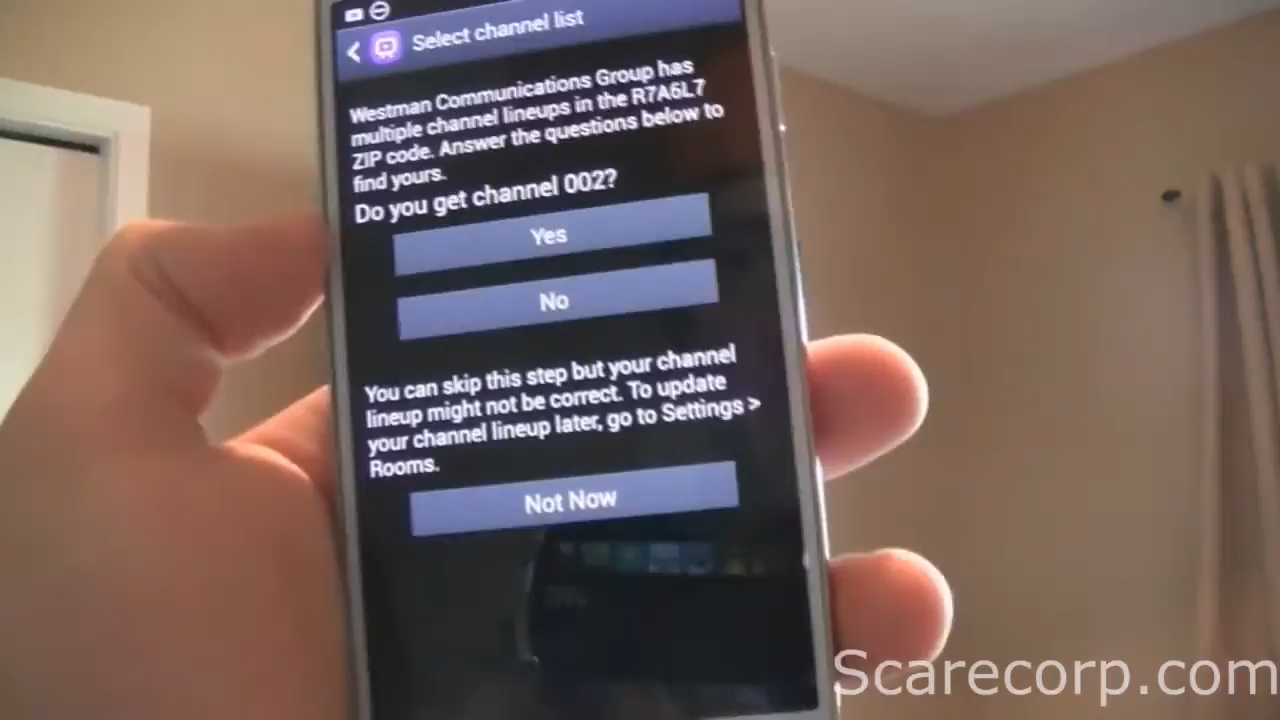 Select channel list
Westman Communications Group has
multiple channel lineups in the R7A6L7
ZIP code. Answer the questions below to
find yours.
Do you get channel 002?
Yes
No
You can skip this step but your channel
lineup might not be correct. To update
your channel lineup later, go to Settings >
Rooms.
Not Now
Scarecorp.com